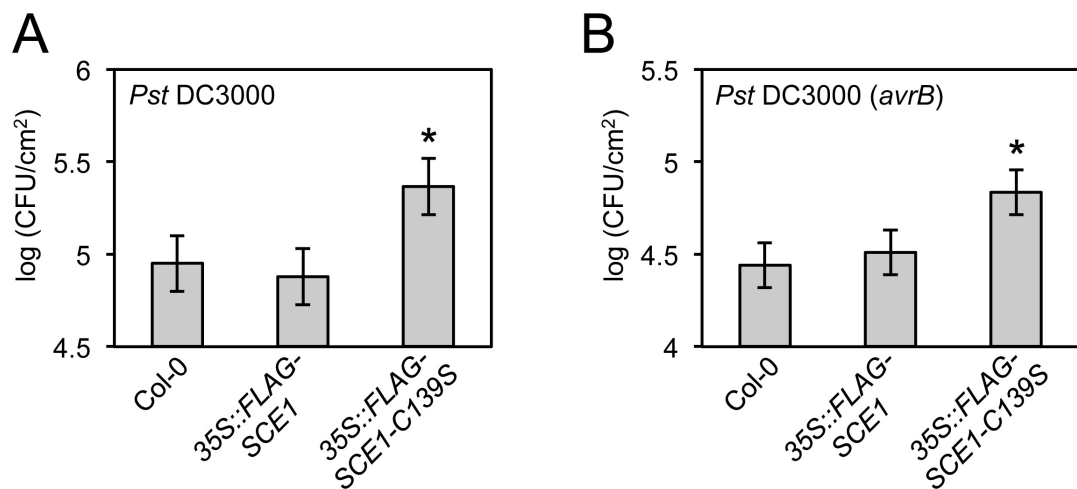 A
Pst DC3000
log (CFU/cm²)
6
5.5
5
4.5
*
Col-0
35S::FLAG-
SCE1
35S::FLAG-
SCE1-C139S
B
Pst DC3000 (avrB)
log (CFU/cm²)
5.5
5
4.5
4
*
Col-0
35S::FLAG-
SCE1
35S::FLAG-
SCE1-C139S